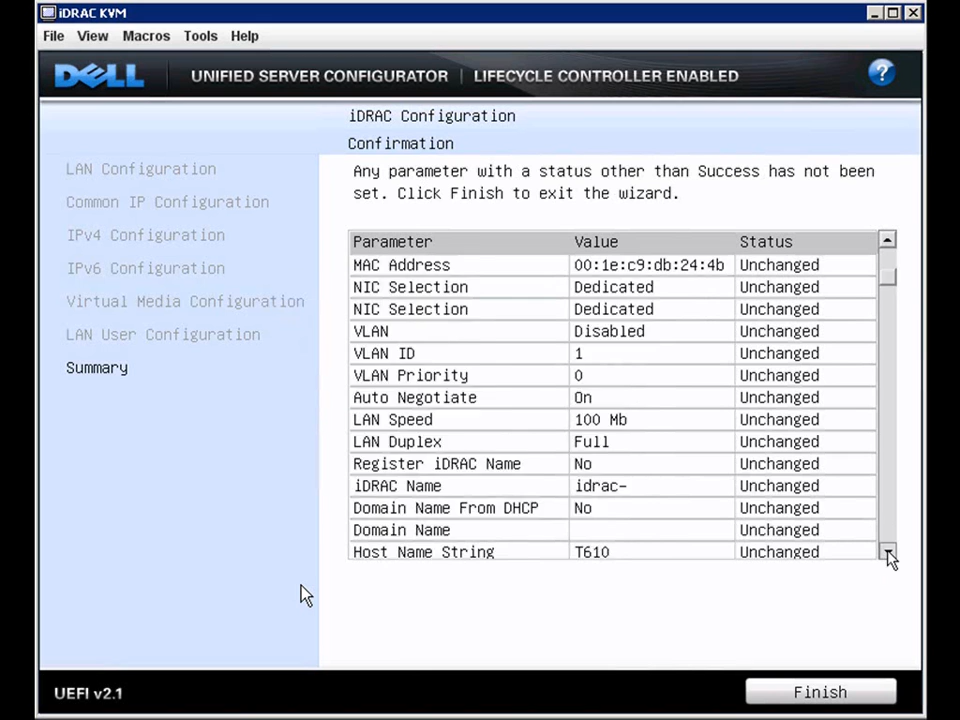 iDRAC KVM
File View Macros Tools Help
DELL UNIFIED SERVER CONFIGURATOR | LIFECYCLE CONTROLLER ENABLED ?
iDRAC Configuration
Confirmation
LAN Configuration
Common IP Configuration
IPv4 Configuration
IPv6 Configuration
Virtual Media Configuration
LAN User Configuration
Summary
Any parameter with a status other than Success has not been
set. Click Finish to exit the wizard.
Parameter Value Status
MAC Address 00:1e:c9:db:24:4b Unchanged
NIC Selection Dedicated Unchanged
NIC Selection Dedicated Unchanged
VLAN Disabled Unchanged
VLAN ID 1 Unchanged
VLAN Priority 0 Unchanged
Auto Negotiate On Unchanged
LAN Speed 100 Mb Unchanged
LAN Duplex Full Unchanged
Register iDRAC Name No Unchanged
iDRAC Name idrac- Unchanged
Domain Name From DHCP No Unchanged
Domain Name Unchanged
Host Name String T610 Unchanged
UEFI v2.1
Finish